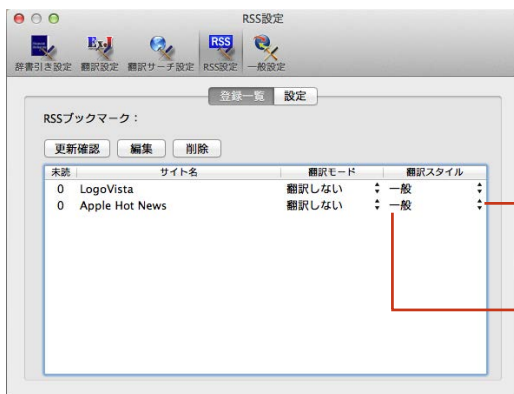 RSS設定
ExJ RSS
辞書引き設定 翻訳設定 翻訳サーチ設定 RSS設定 一般設定
登録一覧 設定
RSSブックマーク：
更新確認 編集 削除
未読 サイト名 翻訳モード 翻訳スタイル
0 LogoVista 翻訳しない 一般
0 Apple Hot News 翻訳しない 一般